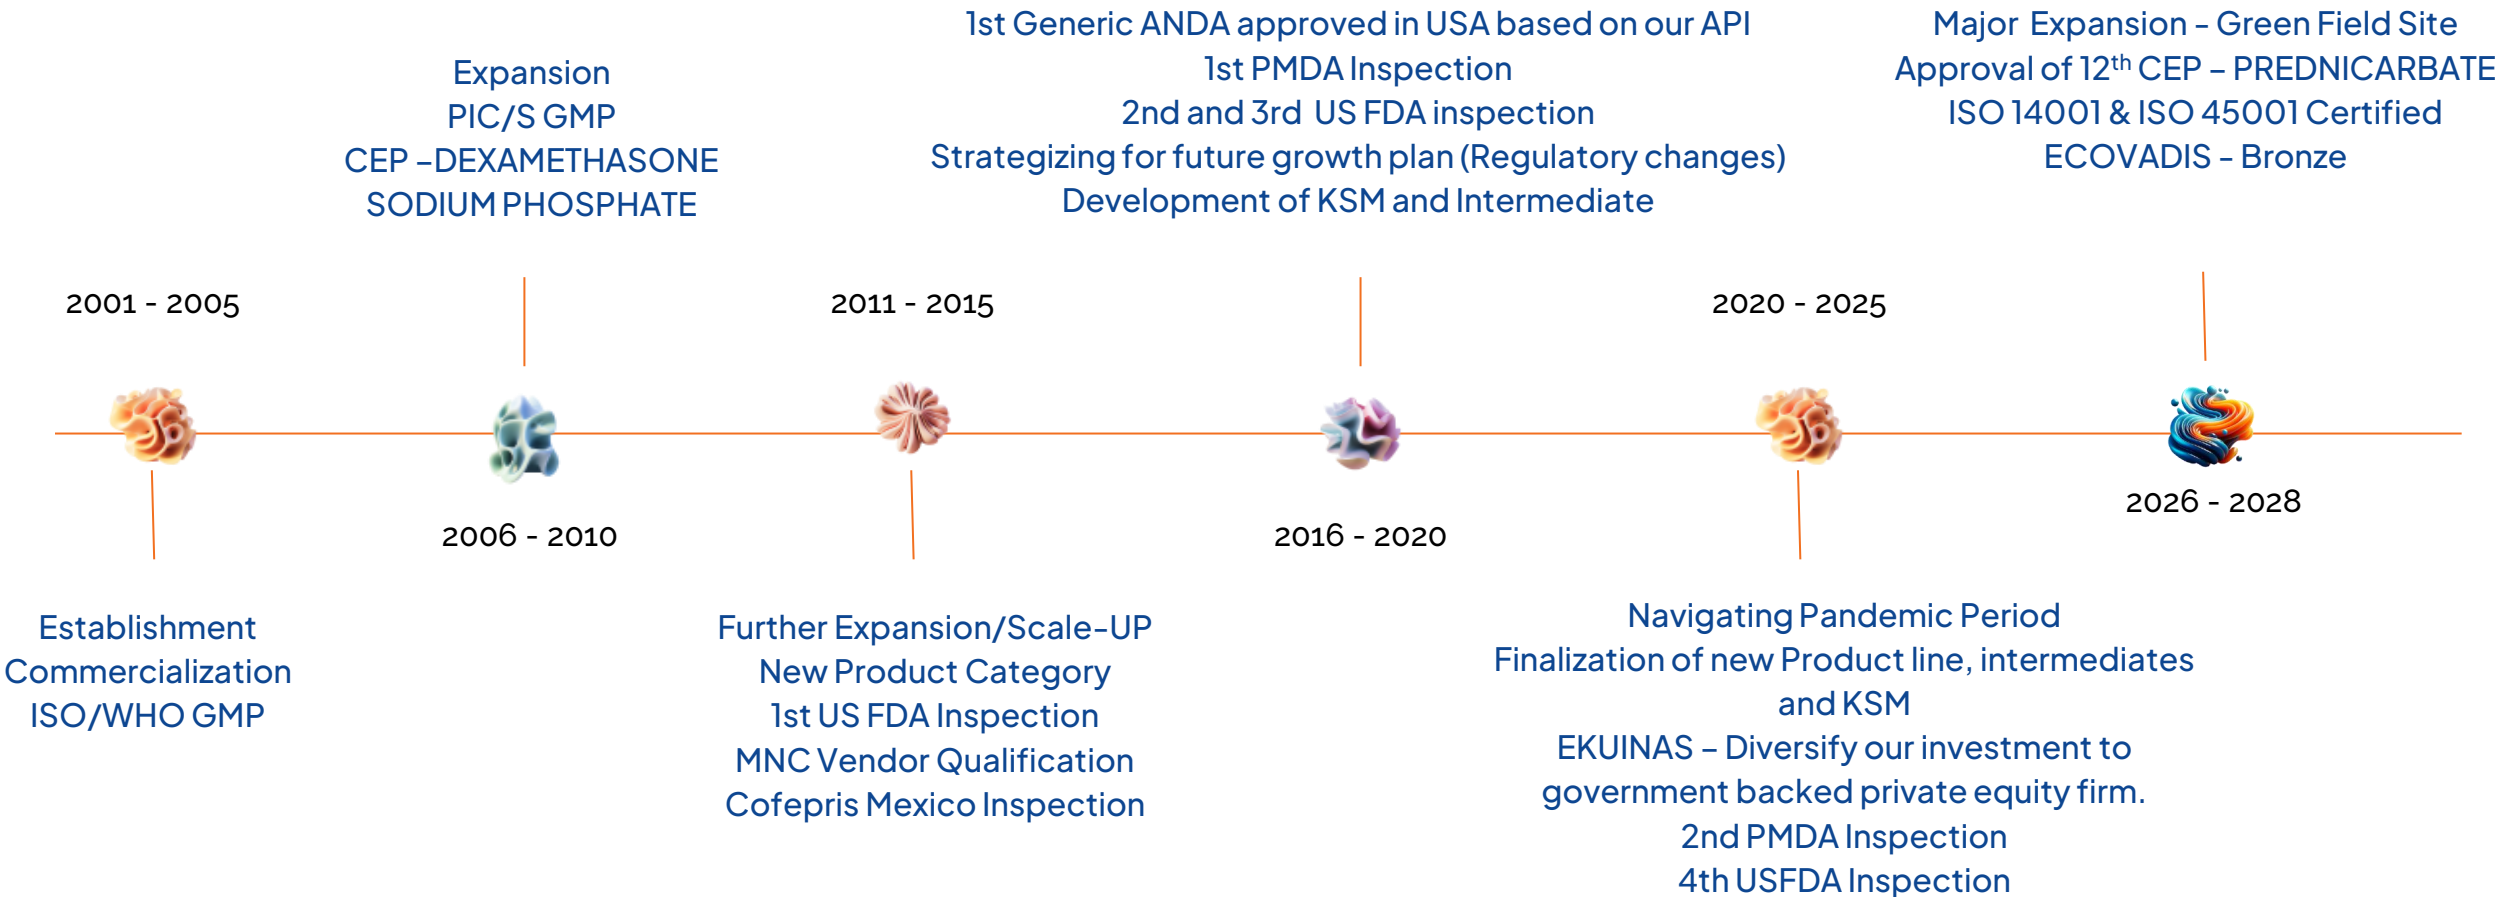 2001 - 2005
Establishment
Commercialization
ISO/WHO GMP
Expansion
PIC/S GMP
CEP –DEXAMETHASONE
SODIUM PHOSPHATE
2006 - 2010
2011 - 2015
Further Expansion/Scale-UP
New Product Category
1st US FDA Inspection
MNC Vendor Qualification
Cofepris Mexico Inspection
1st Generic ANDA approved in USA based on our API
1st PMDA Inspection
2nd and 3rd US FDA inspection
Strategizing for future growth plan (Regulatory changes)
Development of KSM and Intermediate
2016 - 2020
2020 - 2025
Navigating Pandemic Period
Finalization of new Product line, intermediates
and KSM
EKUINAS – Diversify our investment to
government backed private equity firm.
2nd PMDA Inspection
4th USFDA Inspection
Major Expansion – Green Field Site
Approval of 12th CEP – PREDNICARBATE
ISO 14001 & ISO 45001 Certified
ECOVADIS – Bronze
2026 - 2028